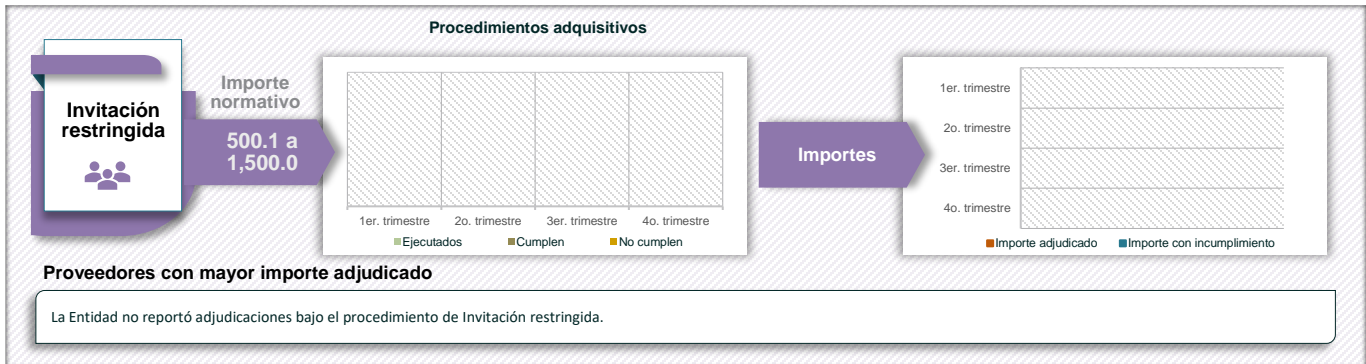 Procedimientos adquisitivos
Invitación
restringida
Importe
normativo
500.1 a
1,500.0
1er. trimestre
2o. trimestre
3er. trimestre
4o. trimestre
Ejecutados
Cumplen
No cumplen
Importes
1er. trimestre
2o. trimestre
3er. trimestre
4o. trimestre
Importe adjudicado
Importe con incumplimiento
Proveedores con mayor importe adjudicado
La Entidad no reportó adjudicaciones bajo el procedimiento de Invitación restringida.